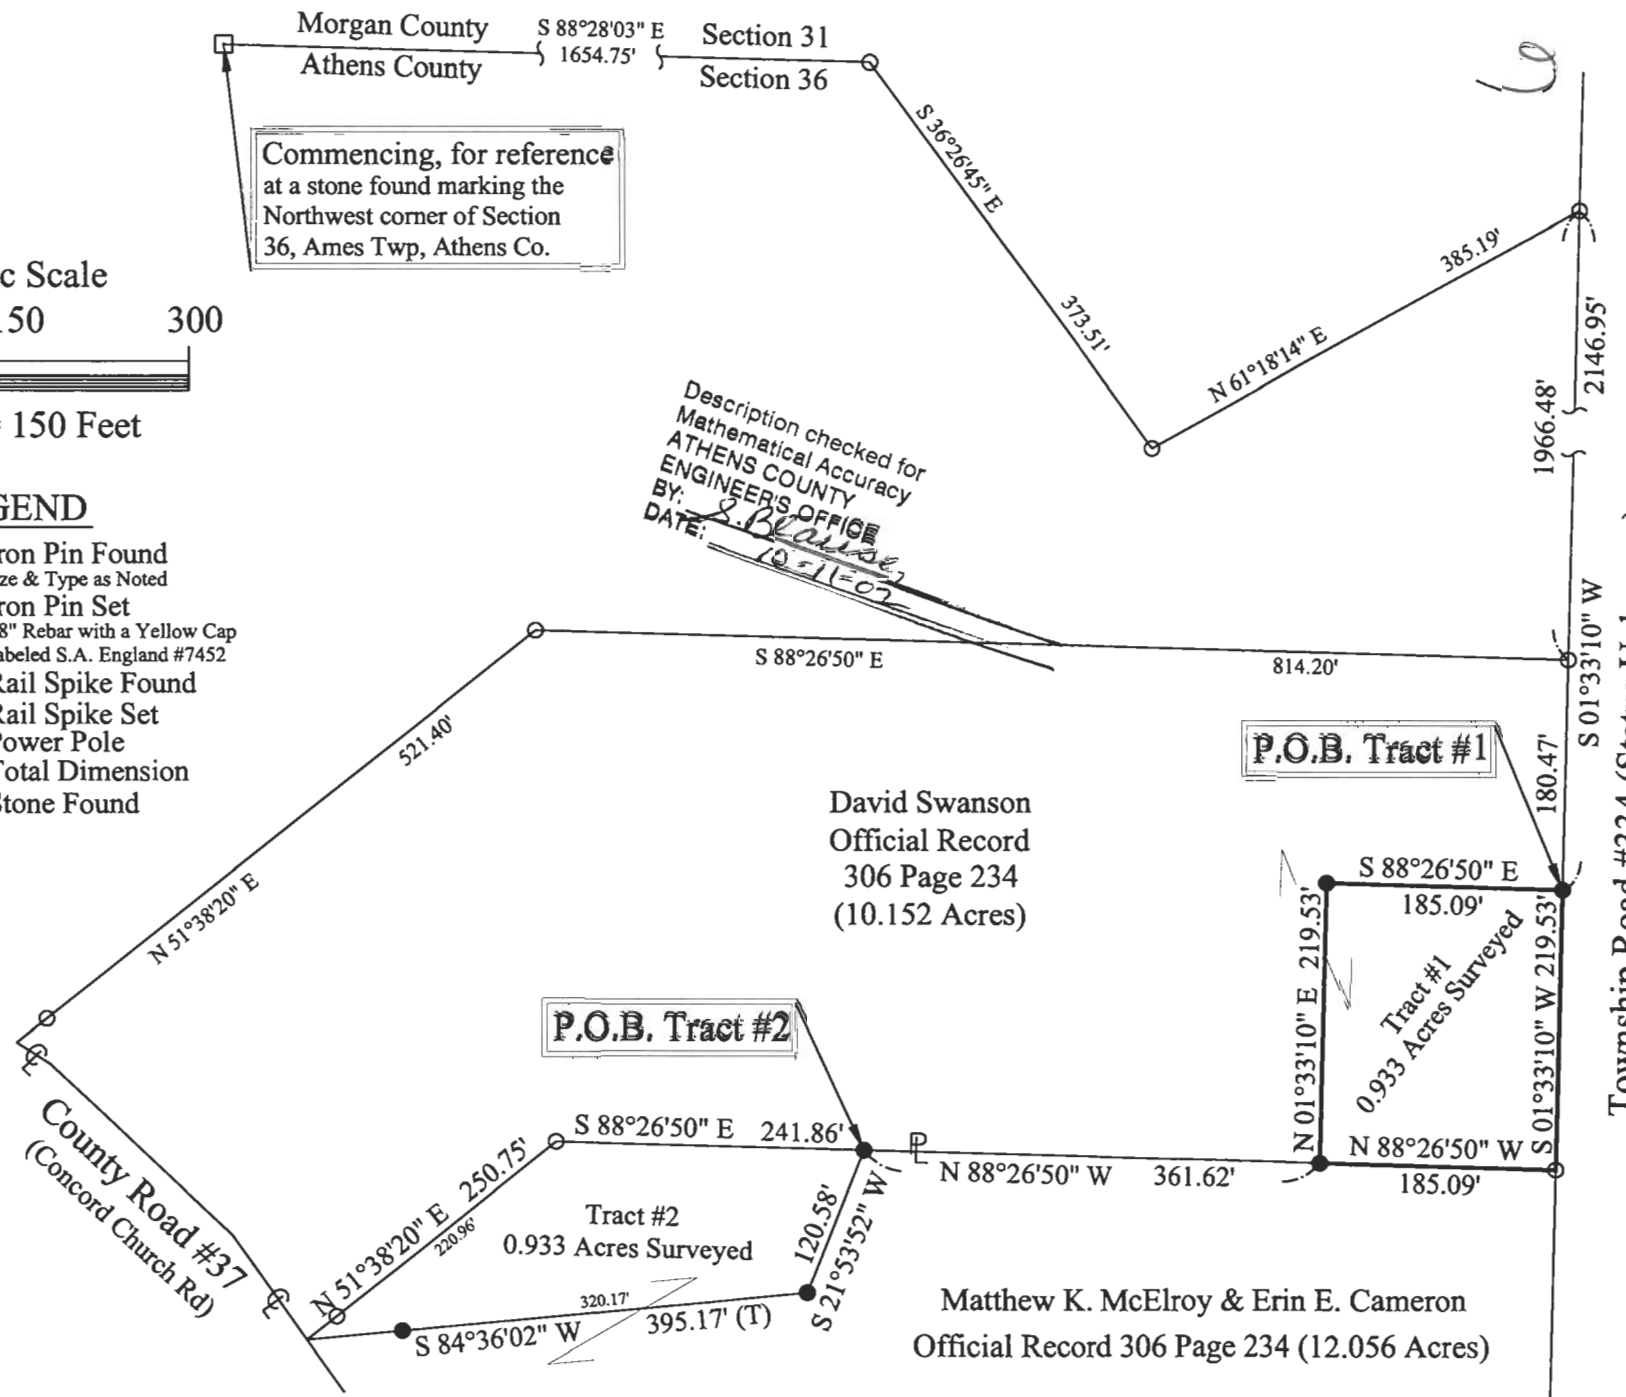 Morgan County
Athens County
S 88°28'03" E
1654.75'
Section 31
Section 36
Commencing, for reference
at a stone found marking the
Northwest corner of Section
36, Ames Twp, Athens Co.
S 36°26'45" E
373.51'
N 61°18'14" E
385.19'
2146.95'
1966.48'
S 01°33'10" W
c Scale
150
300
= 150 Feet
GEND
ron Pin Found
ze & Type as Noted
ron Pin Set
8" Rebar with a Yellow Cap
abeled S.A. England #7452
Rail Spike Found
Rail Spike Set
Power Pole
Total Dimension
Stone Found
Description checked for
Mathematical Accuracy
ATHENS COUNTY
ENGINEER'S OFFICE
BY: S.
DATE: 10-11-02
S 88°26'50" E
814.20'
521.40'
N 51°38'20" E
180.47'
P.O.B. Tract #1
David Swanson
Official Record
306 Page 234
(10.152 Acres)
S 88°26'50" E
185.09'
N 01°33'10" E 219.53'
Tract #1
0.933 Acres Surveyed
S 01°33'10" W 219.53'
N 88°26'50" W
185.09'
Township Road #224
P.O.B. Tract #2
S 88°26'50" E 241.86'
PL
N 88°26'50" W 361.62'
CL
County Road #37
(Concord Church Rd)
CL
N 51°38'20" E 250.75'
220.96'
Tract #2
0.933 Acres Surveyed
120.58'
S 21°53'52" W
320.17'
S 84°36'02" W 395.17' (T)
Matthew K. McElroy & Erin E. Cameron
Official Record 306 Page 234 (12.056 Acres)